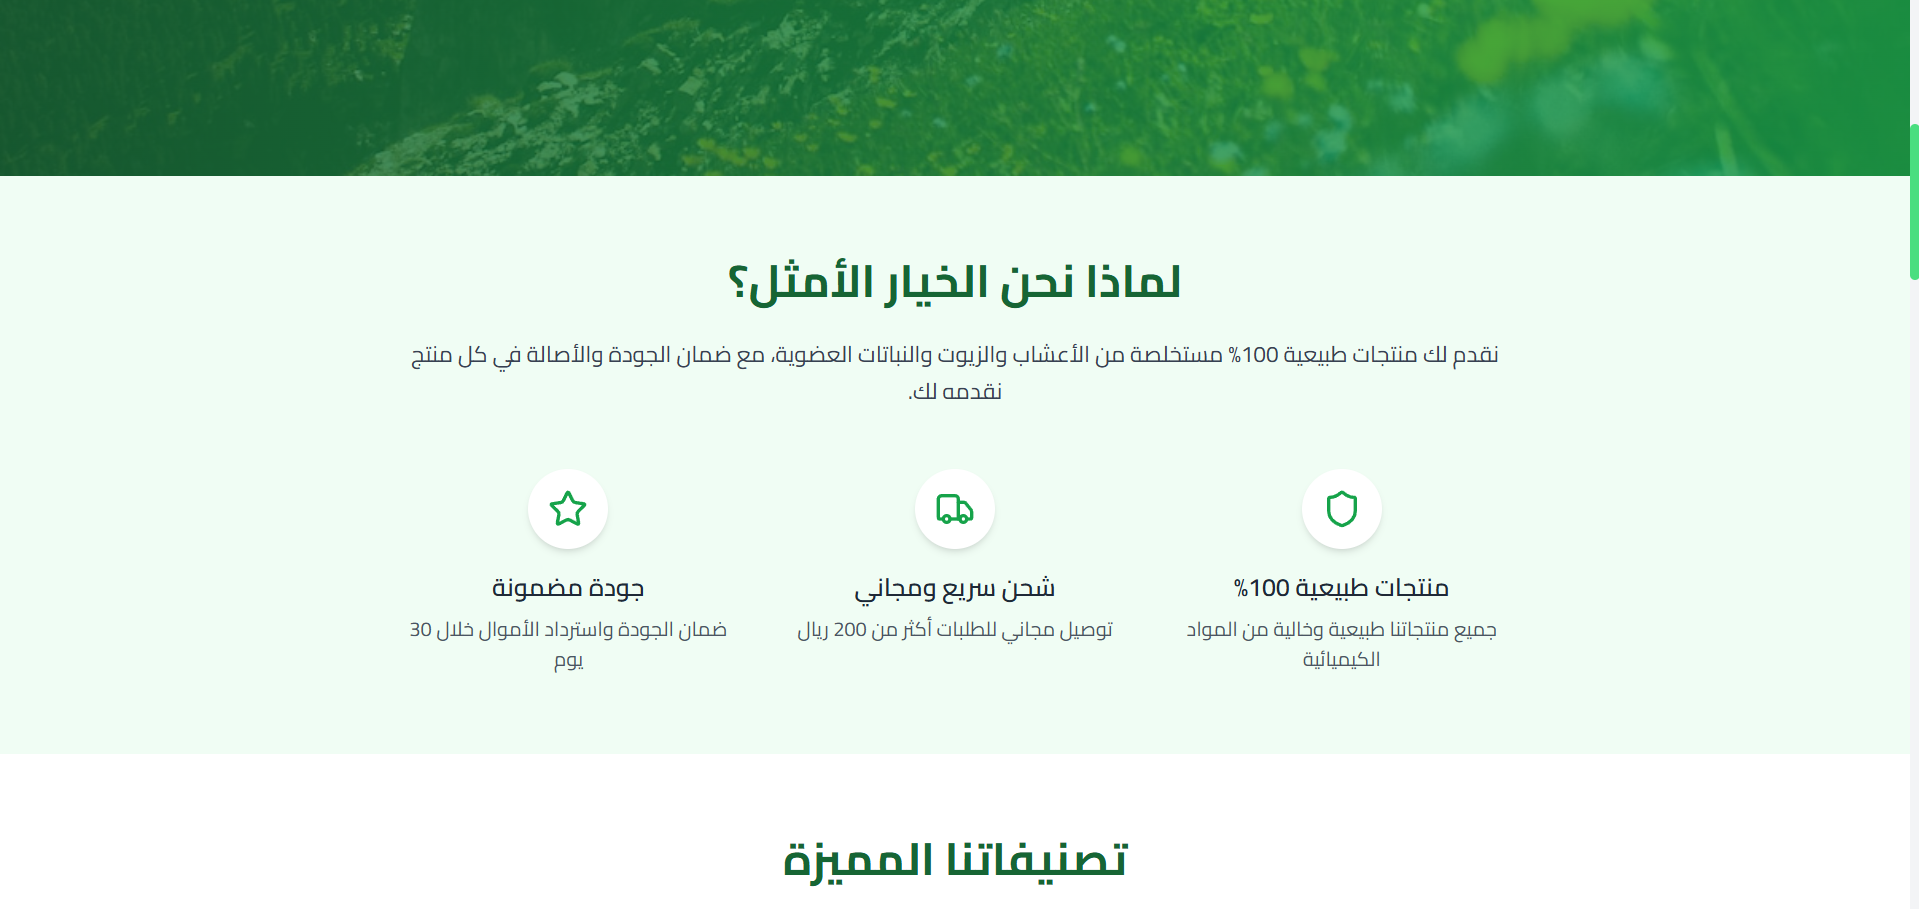 لماذا نحن الخيار الأمثل؟
نقدم لك منتجات طبيعية 100% مستخلصة من الأعشاب والزيوت والنباتات العضوية، مع ضمان الجودة والأصالة في كل منتج
نقدمه لك.
منتجات طبيعية 100%
جميع منتجاتنا طبيعية وخالية من المواد
الكيميائية
شحن سريع ومجاني
توصيل مجاني للطلبات أكثر من 200 ريال
جودة مضمونة
ضمان الجودة واسترداد الأموال خلال 30
يوم
تصنيفاتنا المميزة